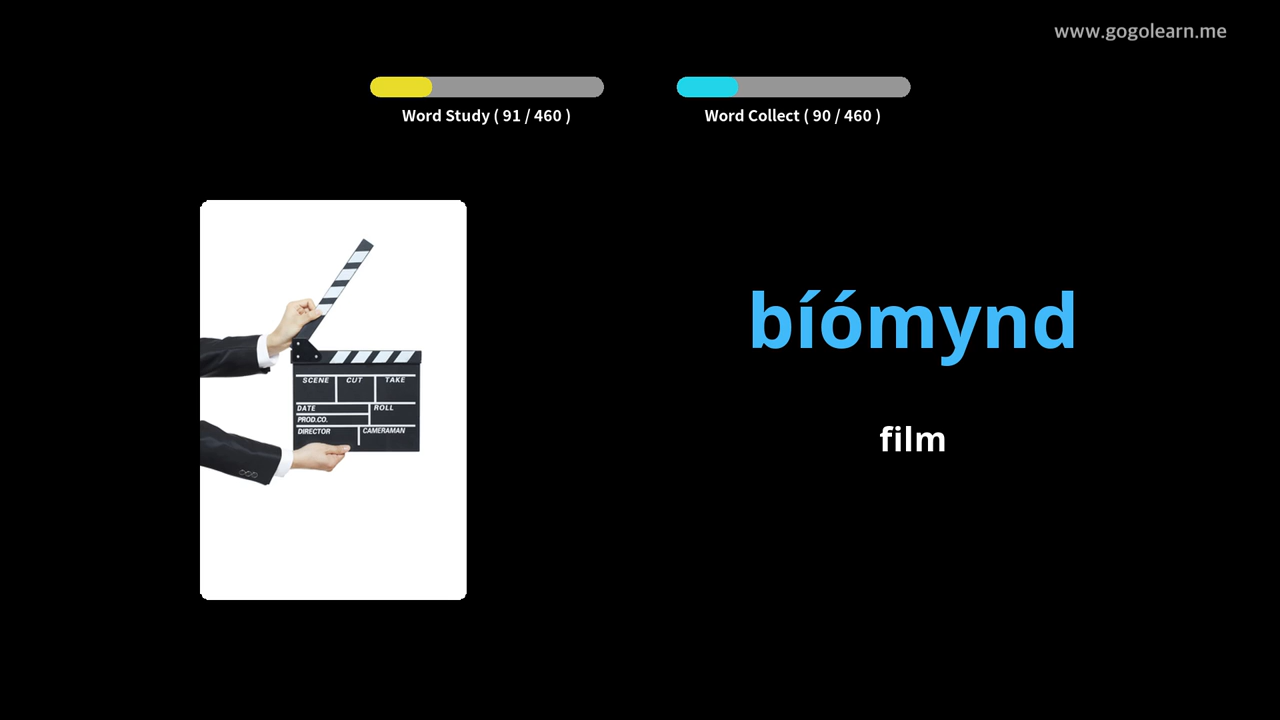 www.gogolearn.me
Word Study ( 91 / 460 )
Word Collect ( 90 / 460 )
SCENE CUT TAKE
DATE ROLL
PROD.CO.
DIRECTOR CAMERAMAN
bíómynd
film